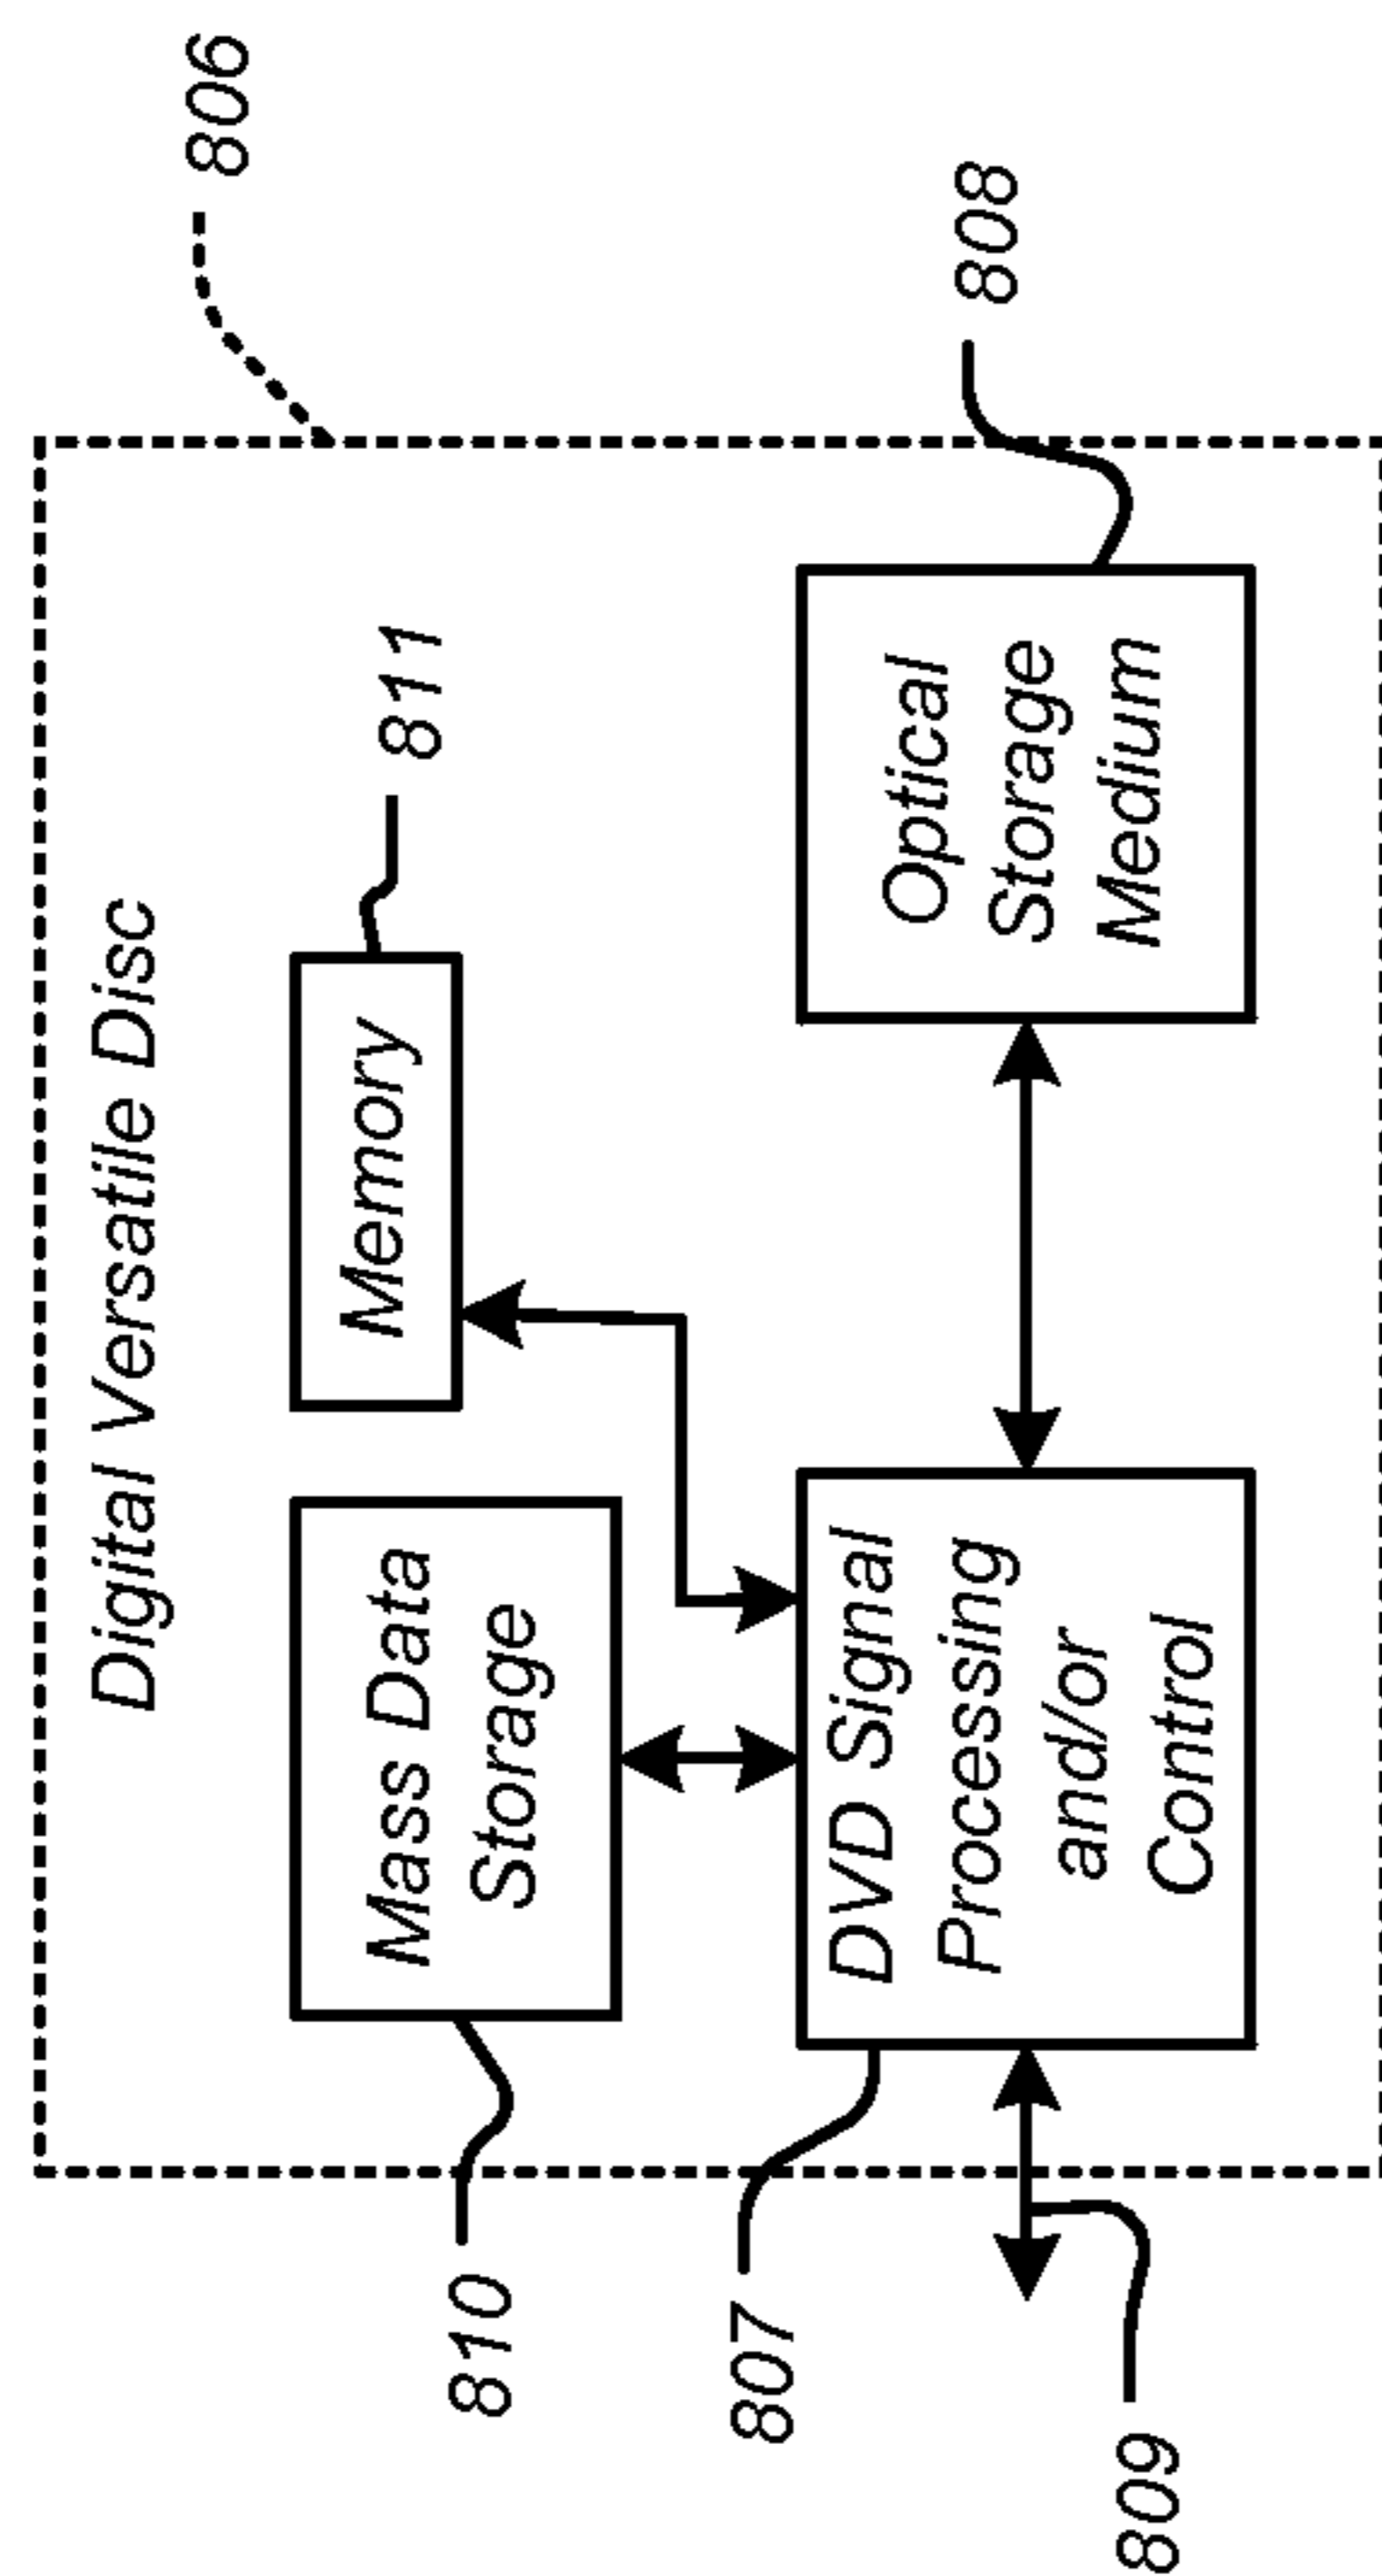 806
Digital Versatile Disc
810
Mass Data
Storage
Memory
811
807
DVD Signal
Processing
and/or
Control
Optical
Storage
Medium
808
809